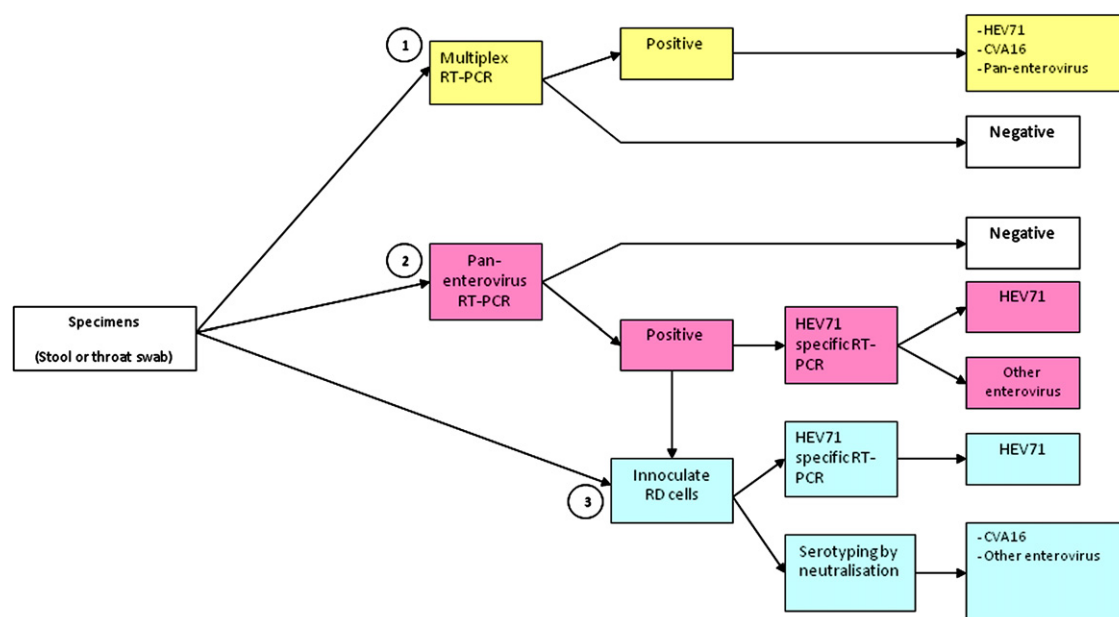 1
Multiplex
RT-PCR
Positive
-HEV71
-CVA16
-Pan-enterovirus
Negative
2
Pan-
enterovirus
RT-PCR
Negative
Positive
HEV71
specific RT-
PCR
HEV71
Other
enterovirus
Specimens
(Stool or throat swab)
3
Innoculate
RD cells
HEV71
specific RT-
PCR
HEV71
Serotyping by
neutralisation
-CVA16
-Other enterovirus